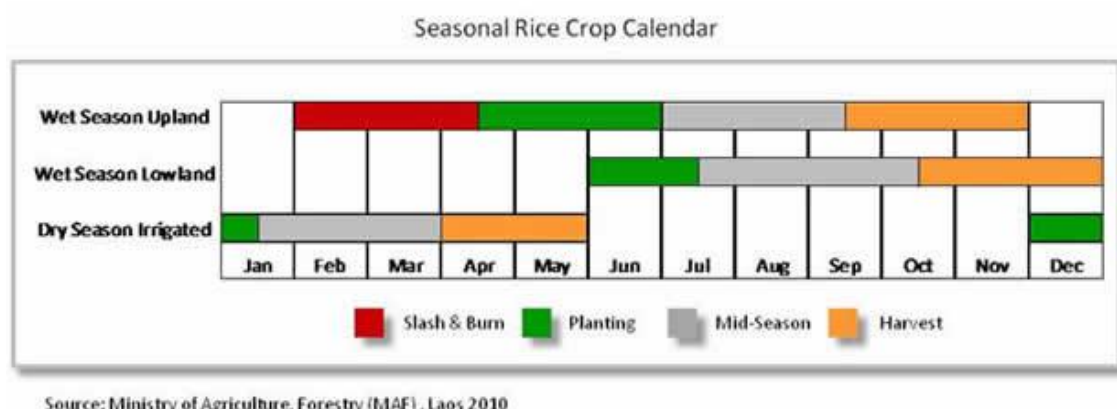 Seasonal Rice Crop Calendar
Wet Season Upland
Wet Season Lowland
Dry Season Irrigated
Jan Feb Mar Apr May Jun Jul Aug Sep Oct Nov Dec
Slash & Burn Planting Mid-Season Harvest
Source: Ministry of Agriculture, Forestry (MAF) , Laos 2010